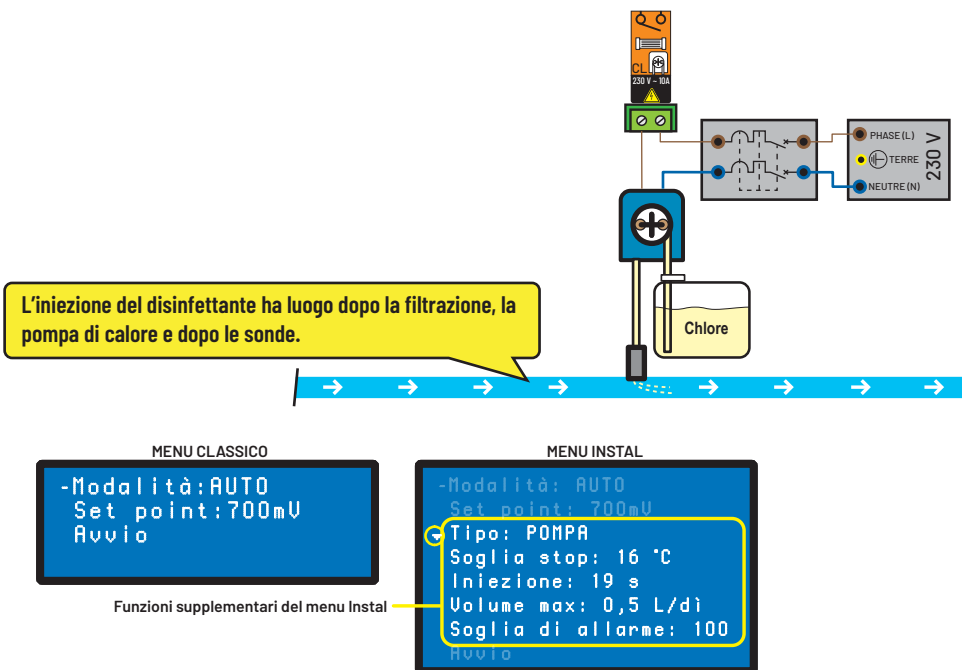 CL
230 V ~ 10A
PHASE (L)
TERRE
NEUTRE (N)
230 V
L'iniezione del disinfettante ha luogo dopo la filtrazione, la
pompa di calore e dopo le sonde.
Chlore
MENU CLASSICO
-Modalità:AUTO
Set point:700mV
Avvio
MENU INSTAL
-Modalità: AUTO
Set point: 700mV
Tipo: POMPA
Soglia stop: 16 °C
Iniezione: 19 s
Volume max: 0,5 L/dì
Soglia di allarme: 100
Avvio
Funzioni supplementari del menu Instal